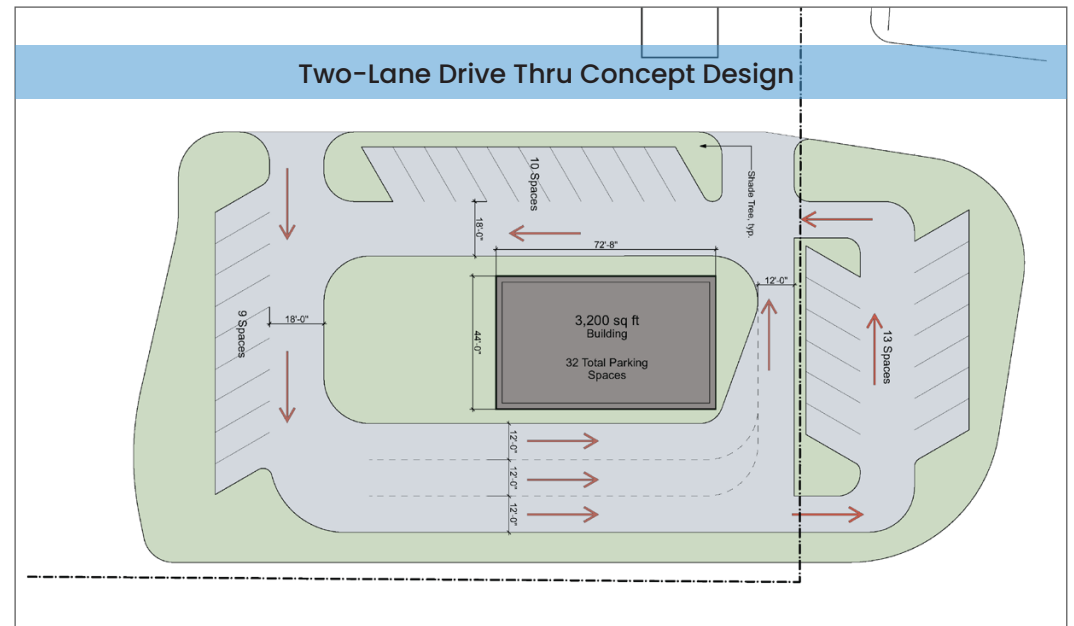 Two-Lane Drive Thru Concept Design
10 Spaces
Shade Tree, typ.
18'-0"
72'-8"
12'-0"
9 Spaces
18'-0"
44'-0"
3,200 sq ft
Building
32 Total Parking
Spaces
13 Spaces
12'-0"
12'-0"
12'-0"